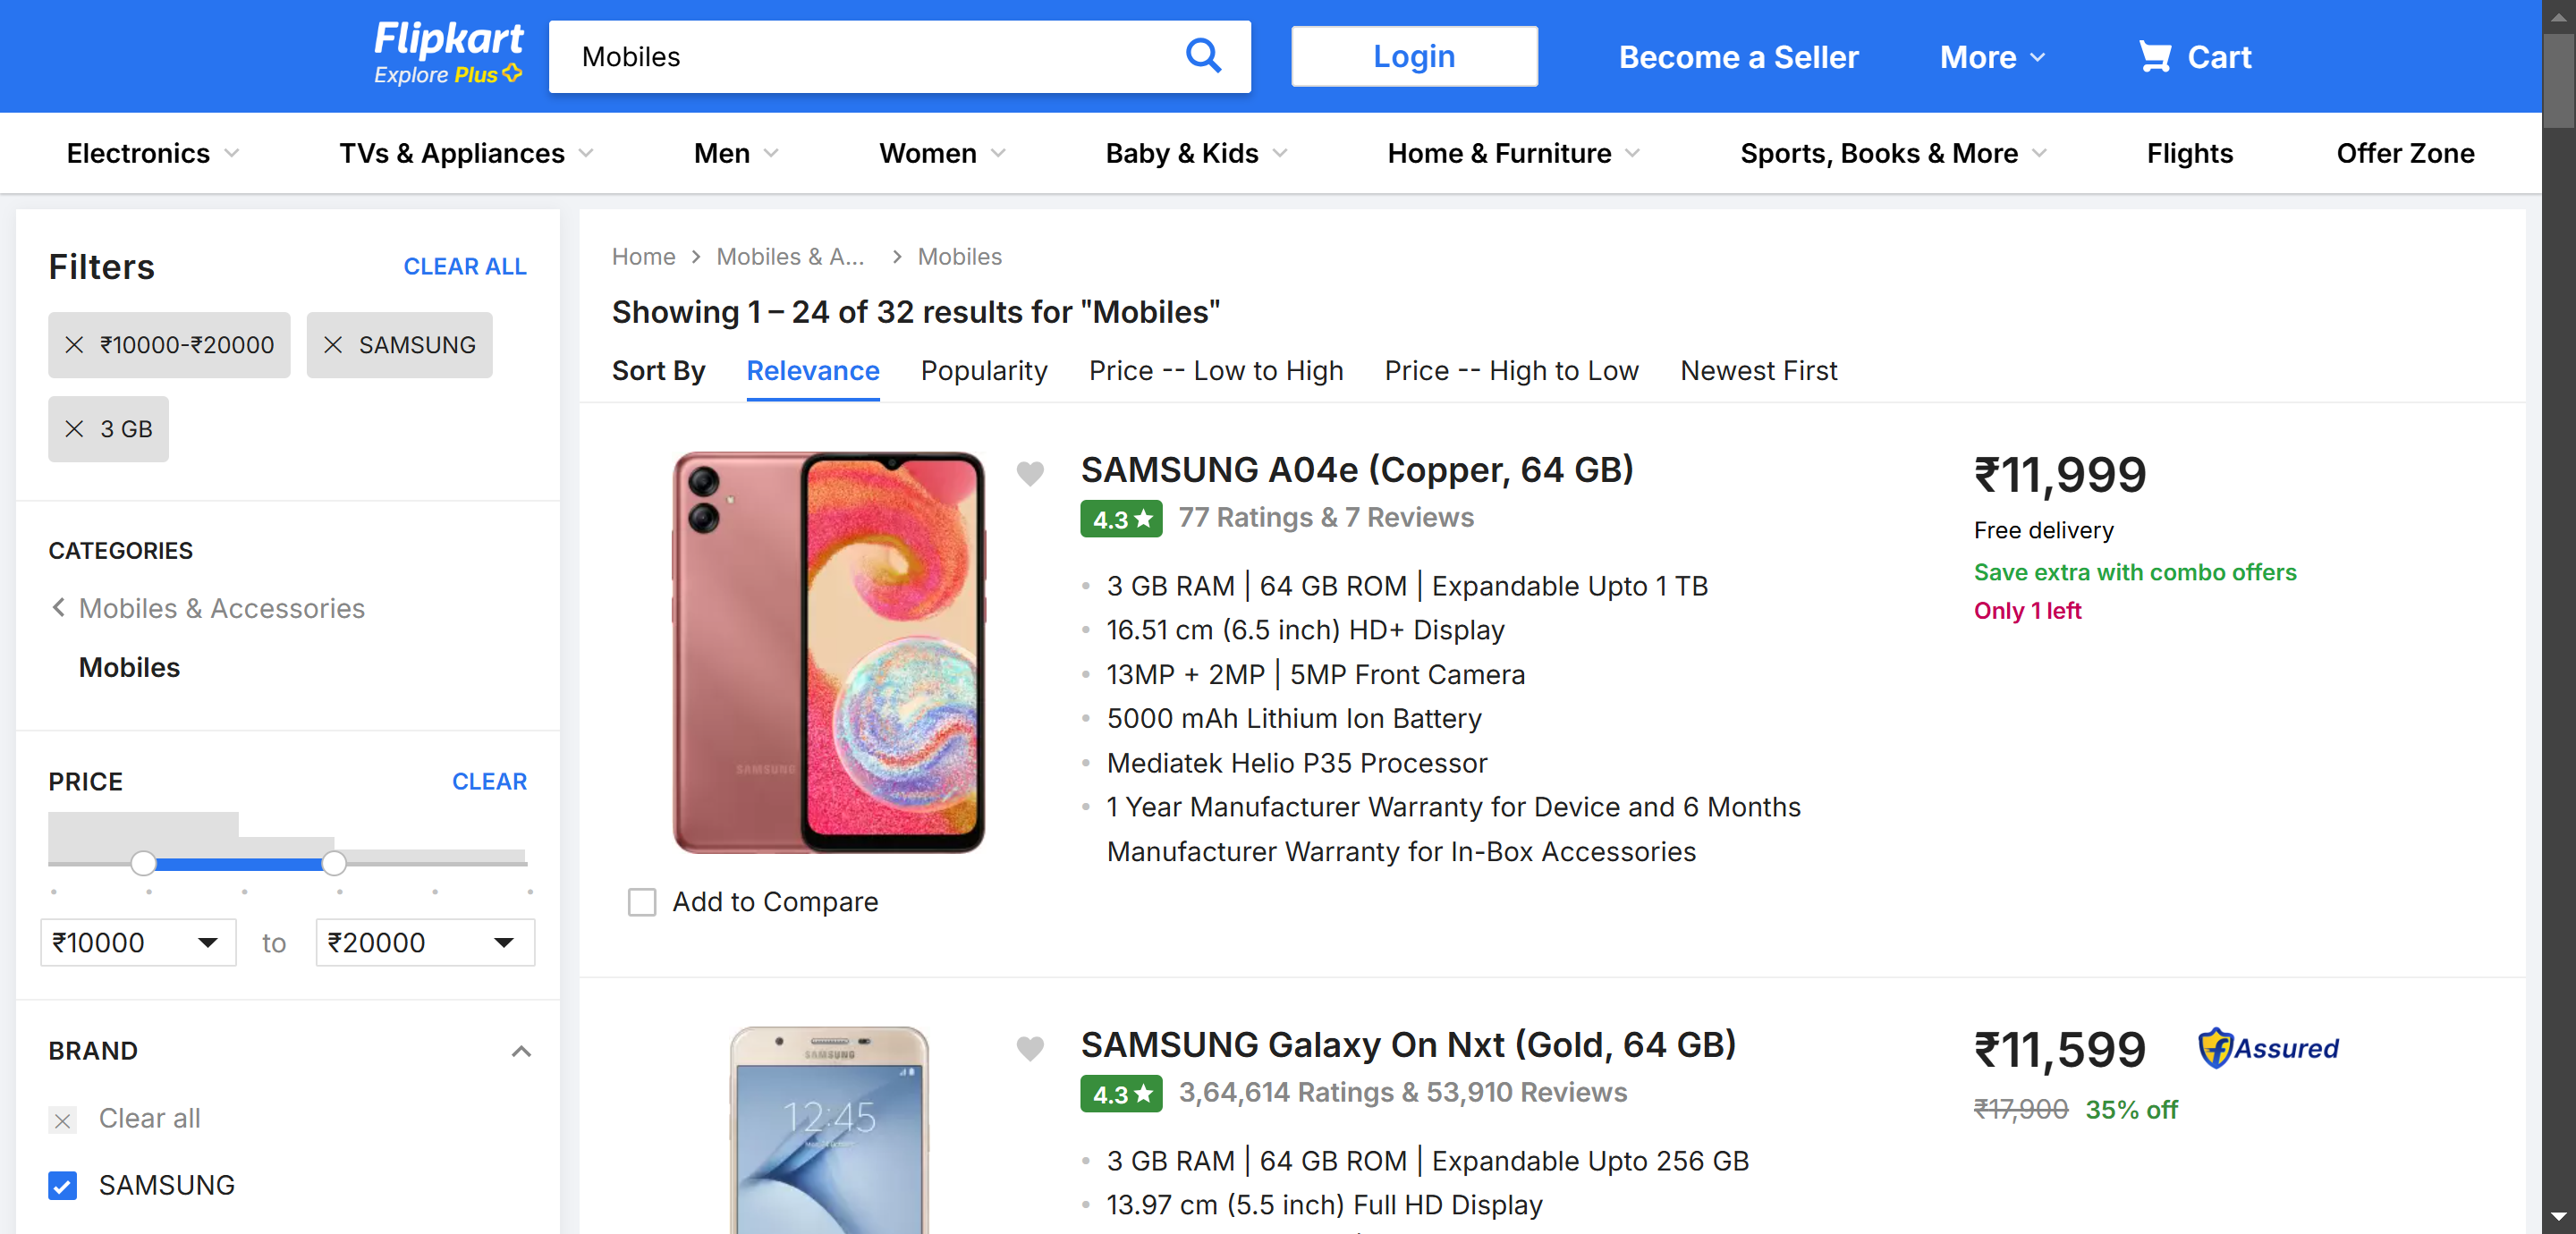 Flipkart
Explore Plus
Mobiles
Login
Become a Seller
More
Cart
Electronics
TVs & Appliances
Men
Women
Baby & Kids
Home & Furniture
Sports, Books & More
Flights
Offer Zone
Filters
CLEAR ALL
₹10000-₹20000
SAMSUNG
3 GB
CATEGORIES
Mobiles & Accessories
Mobiles
PRICE
CLEAR
₹10000
to
₹20000
BRAND
Clear all
SAMSUNG
Home
Mobiles & A...
Mobiles
Showing 1 – 24 of 32 results for "Mobiles"
Sort By
Relevance
Popularity
Price -- Low to High
Price -- High to Low
Newest First
SAMSUNG
SAMSUNG A04e (Copper, 64 GB)
4.3
77 Ratings & 7 Reviews
3 GB RAM | 64 GB ROM | Expandable Upto 1 TB
16.51 cm (6.5 inch) HD+ Display
13MP + 2MP | 5MP Front Camera
5000 mAh Lithium Ion Battery
Mediatek Helio P35 Processor
1 Year Manufacturer Warranty for Device and 6 Months
Manufacturer Warranty for In-Box Accessories
₹11,999
Free delivery
Save extra with combo offers
Only 1 left
Add to Compare
SAMSUNG
12:45
SAMSUNG Galaxy On Nxt (Gold, 64 GB)
4.3
3,64,614 Ratings & 53,910 Reviews
3 GB RAM | 64 GB ROM | Expandable Upto 256 GB
13.97 cm (5.5 inch) Full HD Display
₹11,599
Assured
₹17,900
35% off